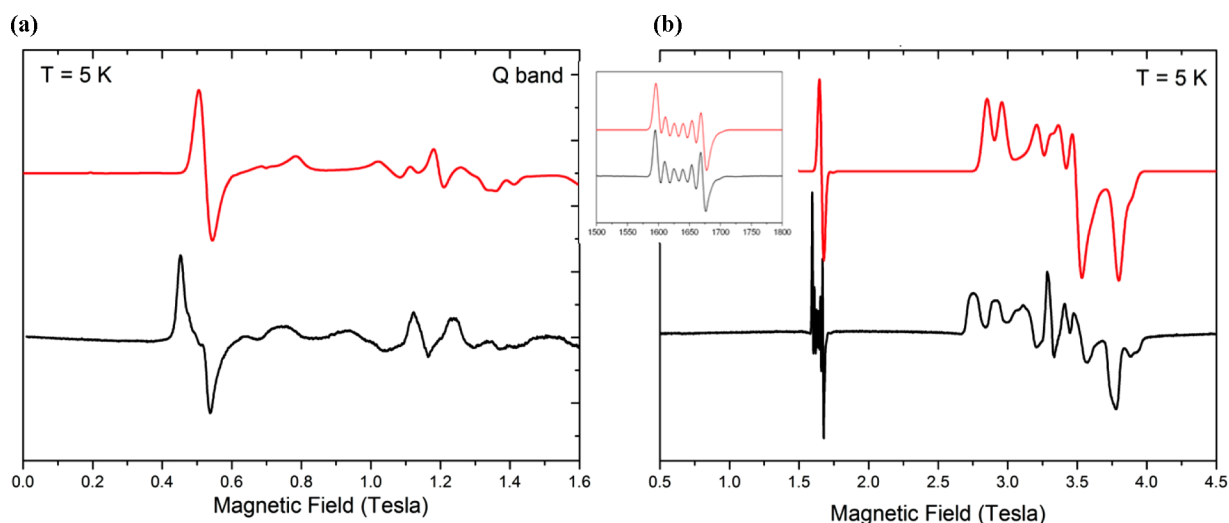 (a)
(b)
T = 5 K
Q band
T = 5 K
1500 1550 1600 1650 1700 1750 1800
0.0 0.2 0.4 0.6 0.8 1.0 1.2 1.4 1.6
0.5 1.0 1.5 2.0 2.5 3.0 3.5 4.0 4.5
Magnetic Field (Tesla)
Magnetic Field (Tesla)